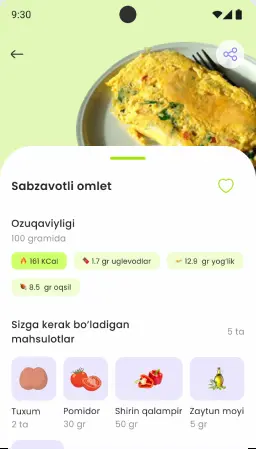 9:30
Sabzavotli omlet
Ozuqaviyligi
100 gramida
161 KCal
1.7 gr uglevodlar
12.9 gr yog'lik
8.5 gr oqsil
Sizga kerak bo'ladigan
mahsulotlar
5 ta
Tuxum
Pomidor
Shirin qalampir
Zaytun moyi
2 ta
30 gr
50 gr
5 gr